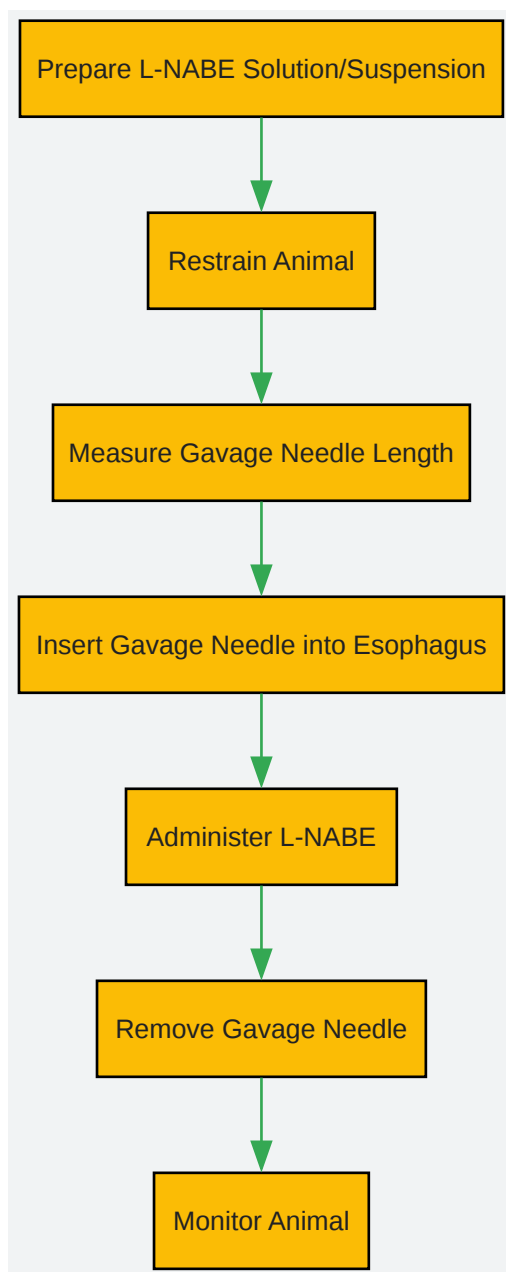 Prepare L-NABE Solution/Suspension
Restrain Animal
Measure Gavage Needle Length
Insert Gavage Needle into Esophagus
Administer L-NABE
Remove Gavage Needle
Monitor Animal